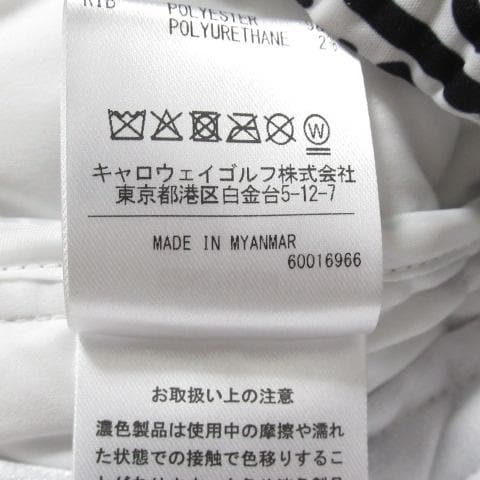 RIB POLYESTER
POLYURETHANE 2%
W
キャロウェイゴルフ株式会社
東京都港区白金台5-12-7
MADE IN MYANMAR
60016966
お取扱い上の注意
濃色製品は使用中の摩擦や濡れ
た状態での接触で色移りするこ